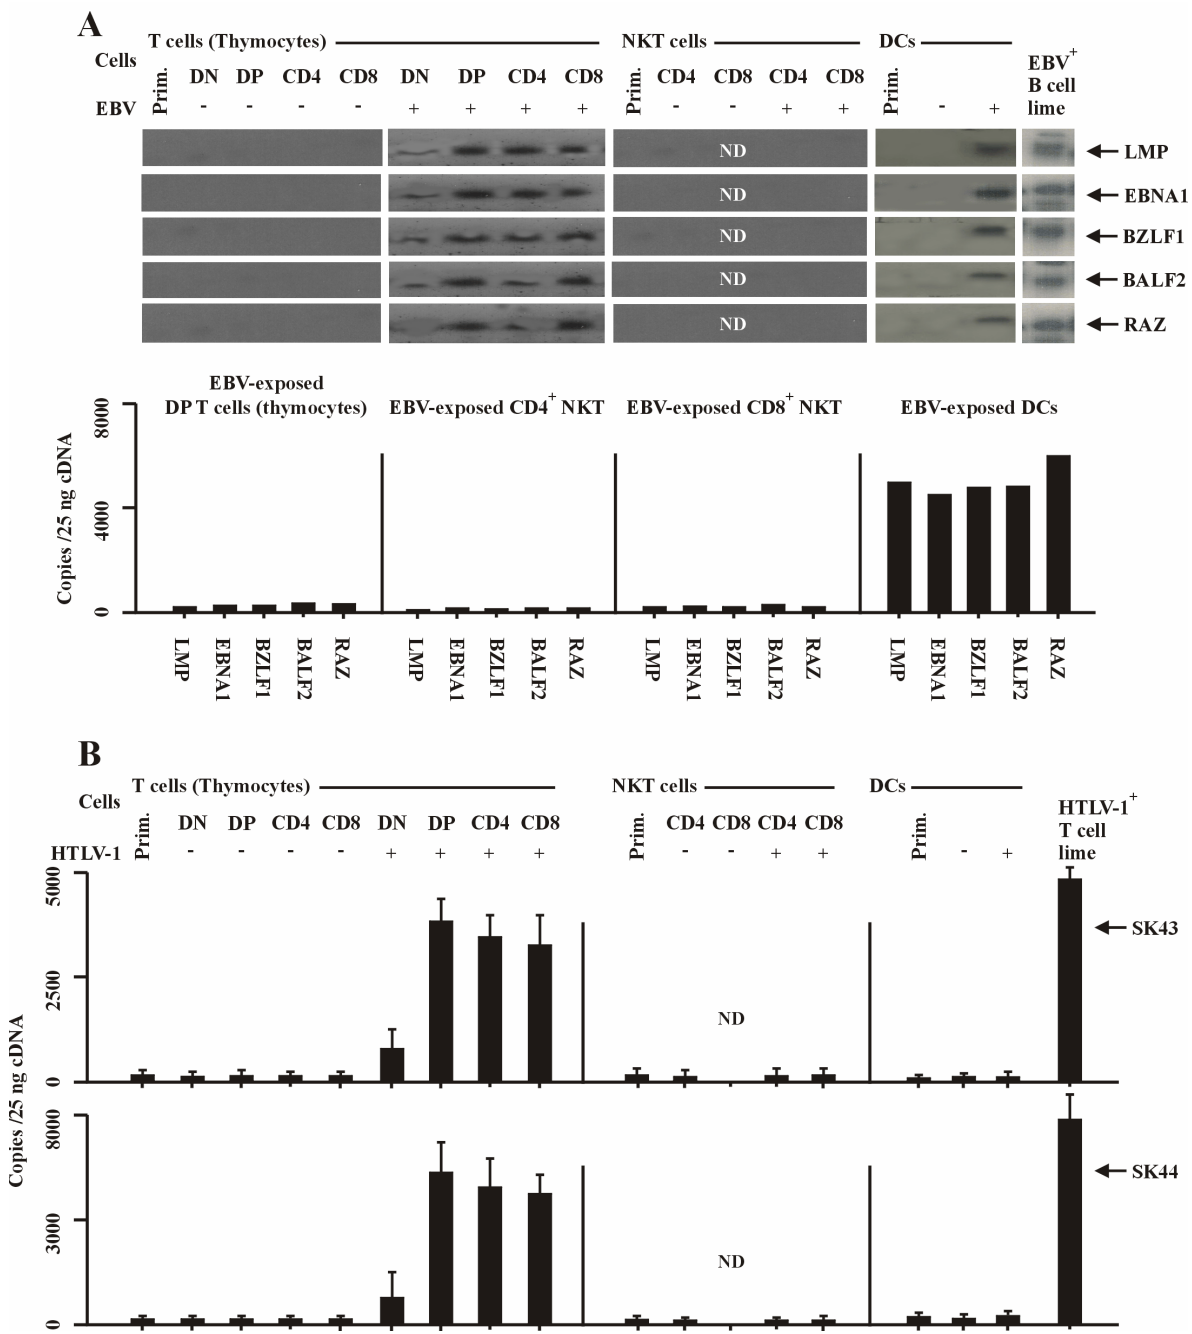 A
T cells (Thymocytes) NKT cells DCs
Cells Prim. DN DP CD4 CD8 DN DP CD4 CD8 Prim. CD4 CD8 CD4 CD8 Prim. EBV+
B cell
lime
EBV - - - - + + + + - - + + - +
ND LMP
ND EBNA1
ND BZLF1
ND BALF2
ND RAZ
EBV-exposed
DP T cells (thymocytes) EBV-exposed CD4+ NKT EBV-exposed CD8+ NKT EBV-exposed DCs
Copies /25 ng cDNA
8000
4000
0
LMP EBNA1 BZLF1 BALF2 RAZ LMP EBNA1 BZLF1 BALF2 RAZ LMP EBNA1 BZLF1 BALF2 RAZ LMP EBNA1 BZLF1 BALF2 RAZ
B
T cells (Thymocytes) NKT cells DCs
Cells Prim. DN DP CD4 CD8 DN DP CD4 CD8 Prim. CD4 CD8 CD4 CD8 Prim. HTLV-1+
T cell
lime
HTLV-1 - - - - + + + + - - + + - +
Copies /25 ng cDNA
5000
SK43
2500
ND
0
8000
SK44
3000
ND
0